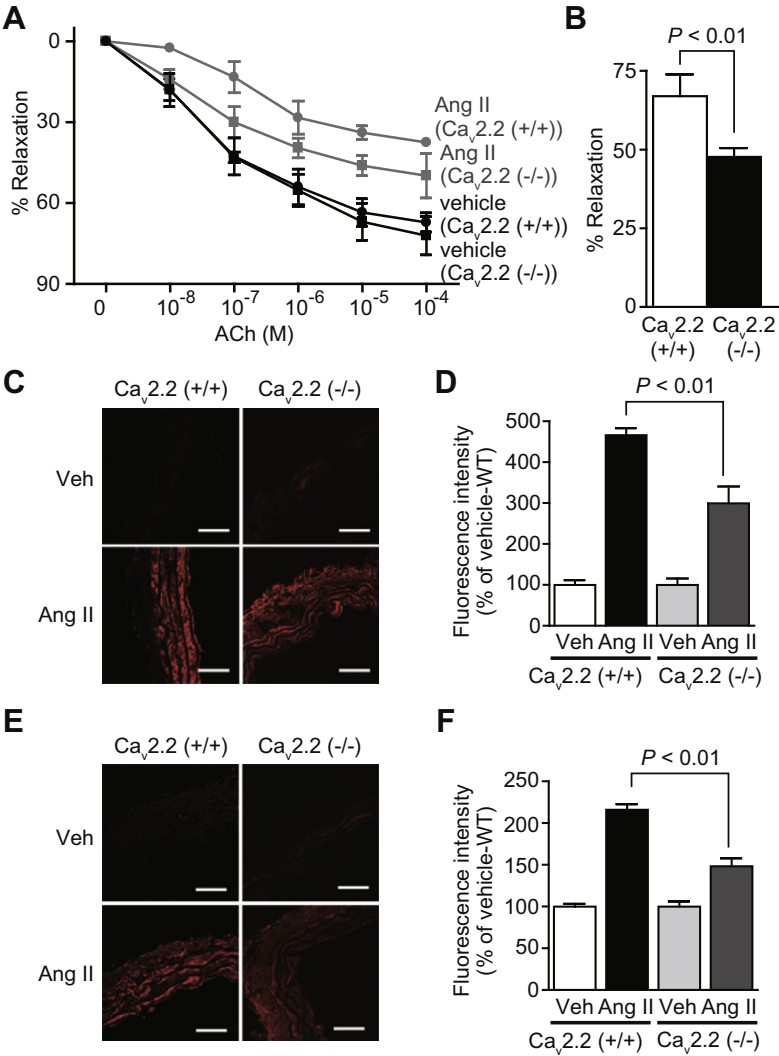 A
% Relaxation
0
30
60
90
0
10⁻⁸
10⁻⁷
10⁻⁶
10⁻⁵
10⁻⁴
ACh (M)
Ang II
(Caᵥ2.2 (+/+))
Ang II
(Caᵥ2.2 (-/-))
vehicle
(Caᵥ2.2 (+/+))
vehicle
(Caᵥ2.2 (-/-))
B
P < 0.01
% Relaxation
75
50
25
0
Caᵥ2.2 Caᵥ2.2
(+/+) (-/-)
C
Caᵥ2.2 (+/+) Caᵥ2.2 (-/-)
Veh
Ang II
D
P < 0.01
Fluorescence intensity
(% of vehicle-WT)
500
400
300
200
100
0
Veh Ang II Veh Ang II
Caᵥ2.2 (+/+) Caᵥ2.2 (-/-)
E
Caᵥ2.2 (+/+) Caᵥ2.2 (-/-)
Veh
Ang II
F
P < 0.01
Fluorescence intensity
(% of vehicle-WT)
250
200
150
100
50
0
Veh Ang II Veh Ang II
Caᵥ2.2 (+/+) Caᵥ2.2 (-/-)